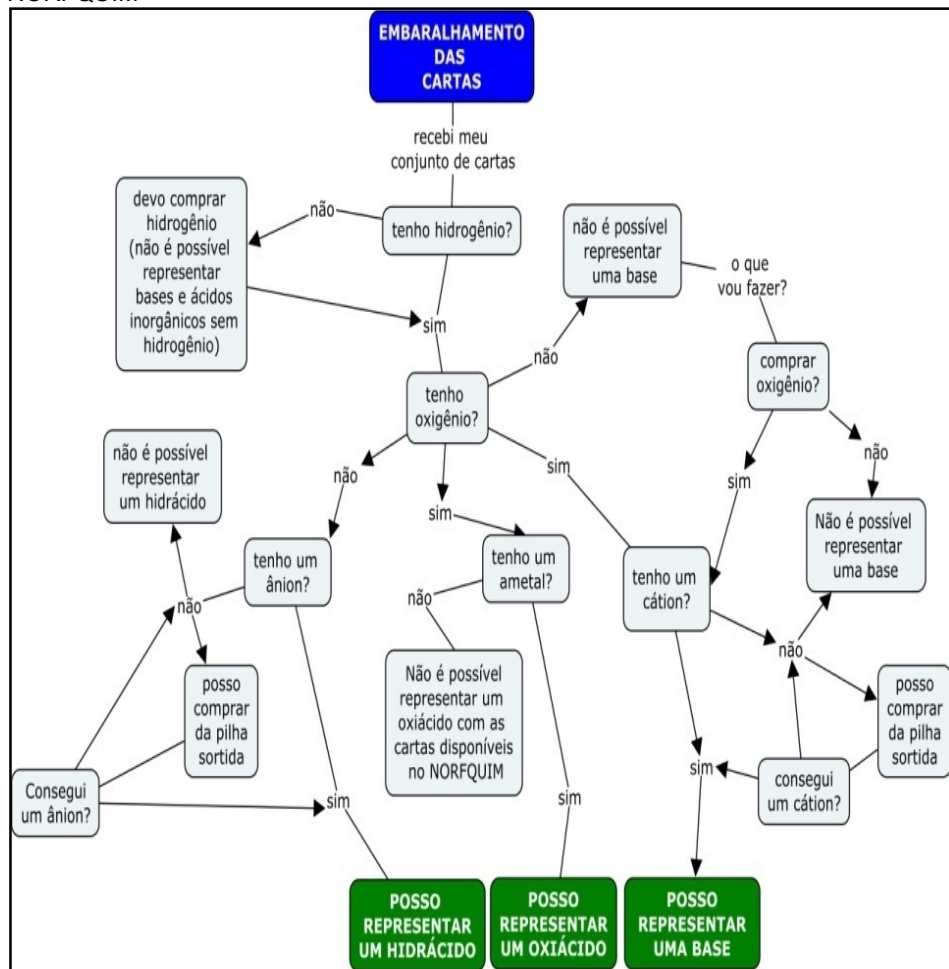 EMBARALHAMENTO
DAS
CARTAS
recebi meu
conjunto de cartas
tenho hidrogênio?
não
devo comprar
hidrogênio
(não é possível
representar
bases e ácidos
inorgânicos sem
hidrogênio)
sim
tenho
oxigênio?
não
não é possível
representar
uma base
o que
vou fazer?
comprar
oxigênio?
não
sim
Não é possível
representar
uma base
não
sim
sim
não é possível
representar
um hidrácido
tenho um
ânion?
não
posso
comprar
da pilha
sortida
Consegui
um ânion?
sim
tenho um
ametal?
não
Não é possível
representar um
oxiácido com as
cartas disponíveis
no NORFQUIM
sim
tenho um
cátion?
não
posso
comprar
da pilha
sortida
consegui
um cátion?
sim
POSSO
REPRESENTAR
UM HIDRÁCIDO
POSSO
REPRESENTAR
UM OXIÁCIDO
POSSO
REPRESENTAR
UMA BASE